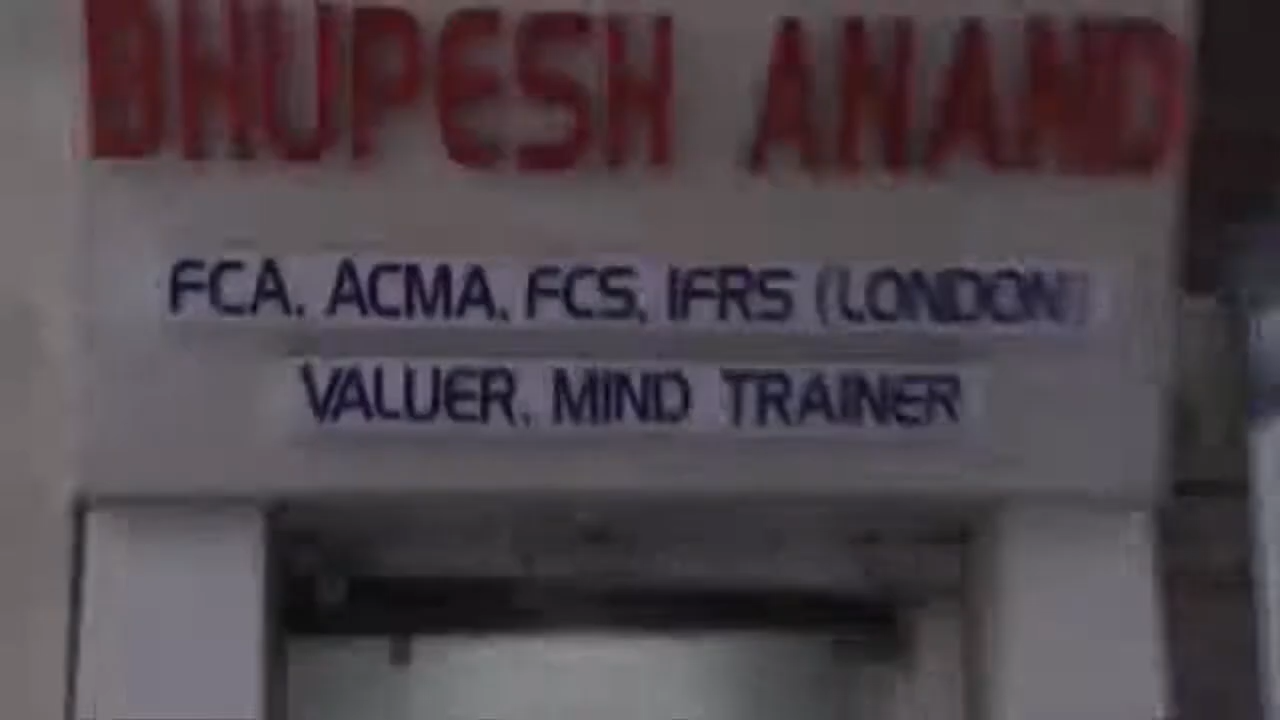 BHUPESH ANAND
FCA, ACMA, FCS, IFRS (LONDON)
VALUER, MIND TRAINER